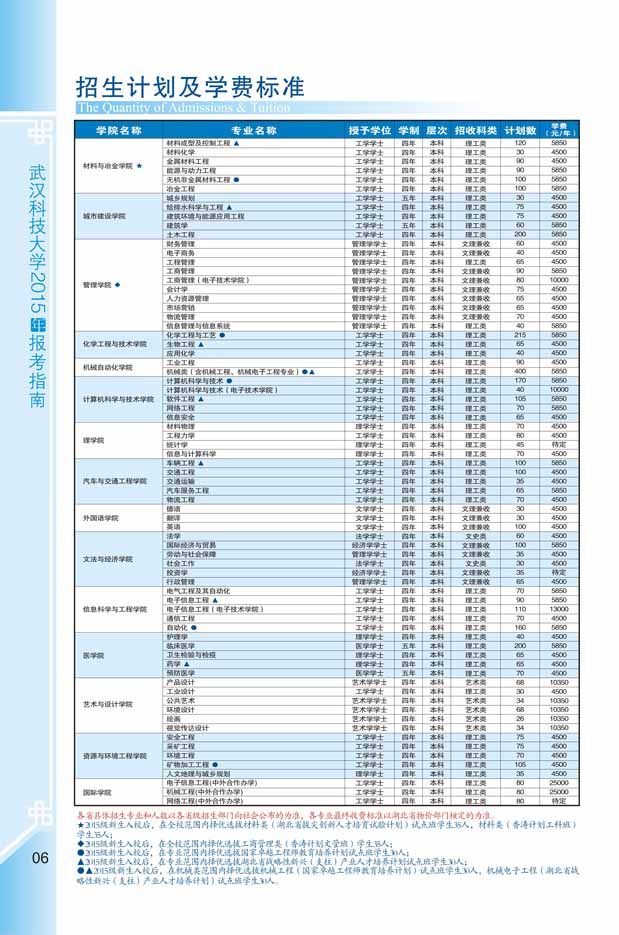 招生计划及学费标准
The Quantity of Admissions & Tuition
武汉科技大学2015年报考指南
学院名称 专业名称 授予学位 学制 层次 招收科类 计划数 学费（元/年）
材料与冶金学院 ★
材料成型及控制工程 ▲ 工学学士 四年 本科 理工类 120 5850
材料化学 工学学士 四年 本科 理工类 30 4500
金属材料工程 工学学士 四年 本科 理工类 90 4500
能源与动力工程 工学学士 四年 本科 理工类 90 5850
无机非金属材料工程 ● 工学学士 四年 本科 理工类 100 5850
冶金工程 工学学士 四年 本科 理工类 100 5850
城市建设学院
城乡规划 工学学士 五年 本科 理工类 30 4500
给排水科学与工程 ▲ 工学学士 四年 本科 理工类 75 4500
建筑环境与能源应用工程 工学学士 四年 本科 理工类 75 4500
建筑学 工学学士 五年 本科 理工类 60 5850
土木工程 工学学士 四年 本科 理工类 200 5850
管理学院 ◆
财务管理 管理学学士 四年 本科 文理兼收 60 4500
电子商务 管理学学士 四年 本科 文理兼收 40 4500
工程管理 管理学学士 四年 本科 理工类 65 4500
工商管理 管理学学士 四年 本科 文理兼收 90 5850
工商管理（电子技术学院） 管理学学士 四年 本科 文理兼收 80 10000
会计学 管理学学士 四年 本科 文理兼收 75 4500
人力资源管理 管理学学士 四年 本科 文理兼收 65 4500
市场营销 管理学学士 四年 本科 文理兼收 65 4500
物流管理 管理学学士 四年 本科 文理兼收 70 4500
信息管理与信息系统 管理学学士 四年 本科 理工类 40 5850
化学工程与技术学院
化学工程与工艺 ● 工学学士 四年 本科 理工类 215 5850
生物工程 ▲ 工学学士 四年 本科 理工类 65 4500
应用化学 工学学士 四年 本科 理工类 40 4500
机械自动化学院
工业工程 工学学士 四年 本科 理工类 90 4500
机械类（含机械工程、机械电子工程专业）●▲ 工学学士 四年 本科 理工类 400 5850
计算机科学与技术学院
计算机科学与技术 ● 工学学士 四年 本科 理工类 170 5850
计算机科学与技术（电子技术学院） 工学学士 四年 本科 理工类 40 10000
软件工程 ▲ 工学学士 四年 本科 理工类 105 5850
网络工程 工学学士 四年 本科 理工类 70 5850
信息安全 工学学士 四年 本科 理工类 65 4500
理学院
材料物理 理学学士 四年 本科 理工类 70 4500
工程力学 工学学士 四年 本科 理工类 80 4500
统计学 理学学士 四年 本科 理工类 45 待定
信息与计算科学 理学学士 四年 本科 理工类 70 4500
汽车与交通工程学院
车辆工程 ▲ 工学学士 四年 本科 理工类 100 5850
交通工程 工学学士 四年 本科 理工类 100 4500
交通运输 工学学士 四年 本科 理工类 35 4500
汽车服务工程 工学学士 四年 本科 理工类 65 5850
物流工程 工学学士 四年 本科 理工类 70 4500
外国语学院
德语 文学学士 四年 本科 文理兼收 30 4500
翻译 文学学士 四年 本科 文理兼收 30 4500
英语 文学学士 四年 本科 文理兼收 100 4500
文法与经济学院
法学 法学学士 四年 本科 文史类 60 4500
国际经济与贸易 经济学学士 四年 本科 文理兼收 100 5850
劳动与社会保障 管理学学士 四年 本科 文理兼收 35 4500
社会工作 法学学士 四年 本科 文史类 30 4500
投资学 经济学学士 四年 本科 文理兼收 35 待定
行政管理 管理学学士 四年 本科 文理兼收 65 4500
信息科学与工程学院
电气工程及其自动化 工学学士 四年 本科 理工类 70 5850
电子信息工程 ▲ 工学学士 四年 本科 理工类 90 5850
电子信息工程（电子技术学院） 工学学士 四年 本科 理工类 110 13000
通信工程 工学学士 四年 本科 理工类 70 4500
自动化 ● 工学学士 四年 本科 理工类 160 5850
医学院
护理学 理学学士 四年 本科 理工类 40 4500
临床医学 医学学士 五年 本科 理工类 200 5850
卫生检验与检疫 理学学士 四年 本科 理工类 65 4500
药学 ▲ 理学学士 四年 本科 理工类 65 4500
预防医学 医学学士 五年 本科 理工类 70 4500
艺术与设计学院
产品设计 艺术学学士 四年 本科 艺术类 68 10350
工业设计 工学学士 四年 本科 理工类 30 4500
公共艺术 艺术学学士 四年 本科 艺术类 34 10350
环境设计 艺术学学士 四年 本科 艺术类 68 10350
绘画 艺术学学士 四年 本科 艺术类 26 10350
视觉传达设计 艺术学学士 四年 本科 艺术类 34 10350
资源与环境工程学院
安全工程 工学学士 四年 本科 理工类 75 4500
采矿工程 工学学士 四年 本科 理工类 75 4500
环境工程 工学学士 四年 本科 理工类 70 4500
矿物加工工程 ● 工学学士 四年 本科 理工类 105 4500
人文地理与城乡规划 理学学士 四年 本科 理工类 35 4500
国际学院
电子信息工程(中外合作办学) 工学学士 四年 本科 理工类 80 25000
机械工程(中外合作办学) 工学学士 四年 本科 理工类 80 25000
网络工程(中外合作办学) 工学学士 四年 本科 理工类 80 待定
各省具体招生专业和人数以各省级招生部门向社会公布的为准，各专业最终收费标准以湖北省物价部门核定的为准。
★2015级新生入校后，在全校范围内择优选拔材料类（湖北省拔尖创新人才培育试验计划）试点班学生35人，材料类（香涛计划工科班）
学生35人；
◆2015级新生入校后，在全校范围内择优选拔工商管理类（香涛计划文管班）学生35人；
●2015级新生入校后，在专业范围内择优选拔国家卓越工程师教育培养计划试点班学生30人；
▲2015级新生入校后，在专业范围内择优选拔湖北省战略性新兴（支柱）产业人才培养计划试点班学生30人；
●▲2015级新生入校后，在机械类范围内择优选拔机械工程（国家卓越工程师教育培养计划）试点班学生30人，机械电子工程（湖北省战
略性新兴（支柱）产业人才培养计划）试点班学生30人。
06